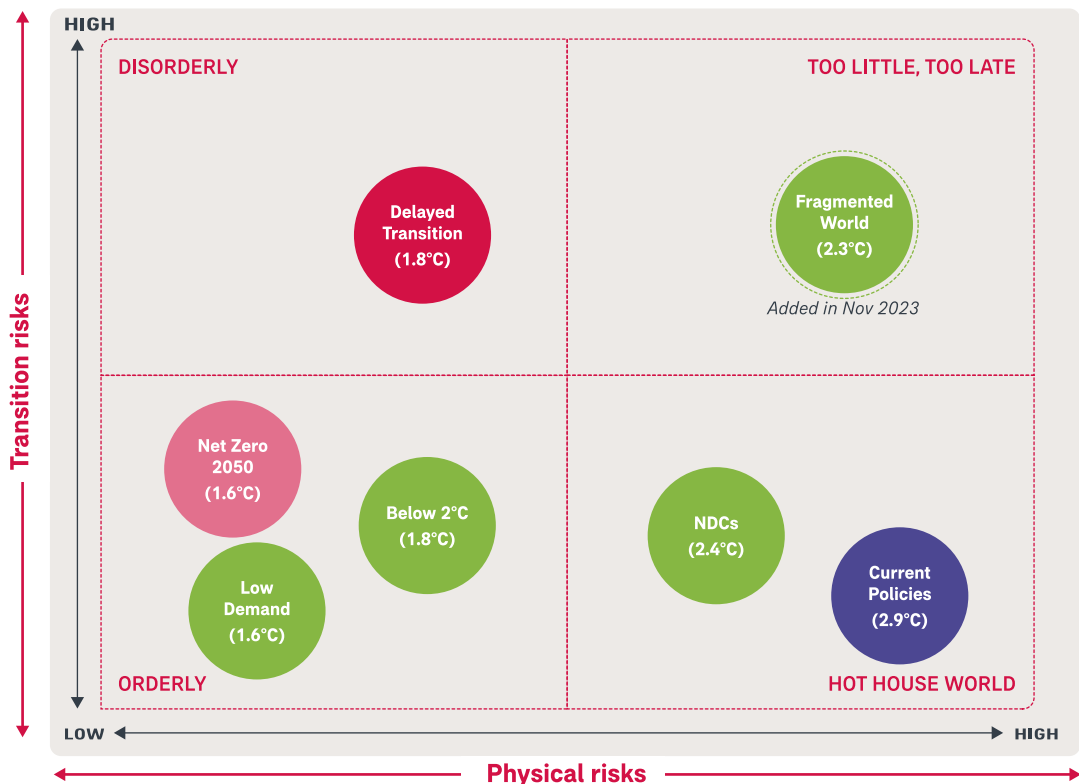 HIGH
DISORDERLY
TOO LITTLE, TOO LATE
Delayed
Transition
(1.8°C)
Fragmented
World
(2.3°C)
Added in Nov 2023
Transition risks
Net Zero
2050
(1.6°C)
Below 2°C
(1.8°C)
NDCs
(2.4°C)
Low
Demand
(1.6°C)
Current
Policies
(2.9°C)
ORDERLY
HOT HOUSE WORLD
LOW
HIGH
Physical risks